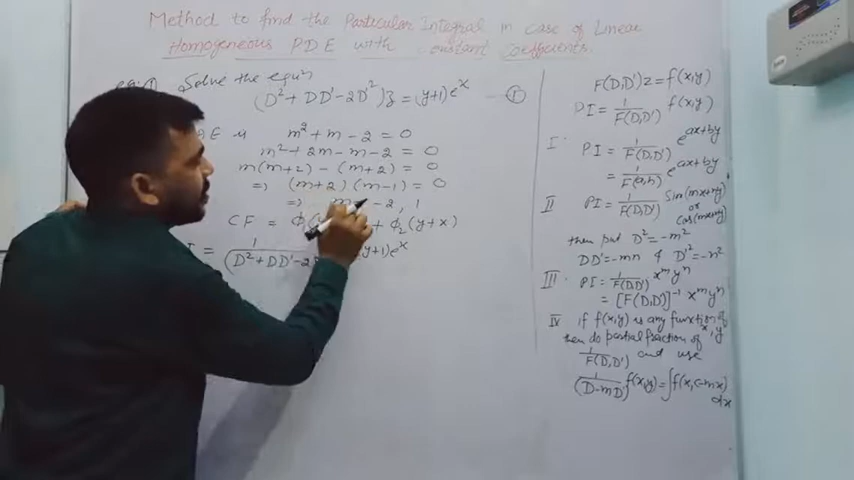 Method to find the Particular Integral in case of Linear
Homogeneous PDE with constant Coefficients.
eg: ① Solve the equn
(D² + DD' - 2D'²)z = (y+1)eˣ — ①
m² + m - 2 = 0
m² + 2m - m - 2 = 0
m(m+2) - (m+2) = 0
=> (m+2)(m-1) = 0
=> m -2, 1
CF = + ϕ₂(y+x)
= 1/(D²+DD'-2 y+1)eˣ
F(D,D')z = f(x,y)
PI = 1/F(D,D') f(x,y)
I PI = 1/F(D,D') e^{ax+by}
= 1/F(a,b) e^{ax+by}
II PI = 1/F(D,D') Sin(mx+ny) or Cos(mx+ny)
then put D² = -m²
DD' = -mn & D'² = -n²
III PI = 1/F(D,D') xᵐyⁿ
= [F(D,D')]⁻¹ xᵐyⁿ
IV if f(x,y) is any function of x,y
then do partial fraction of
1/F(D,D') and use
(1/(D-mD')) f(x,y) = ∫f(x,c-mx)dx